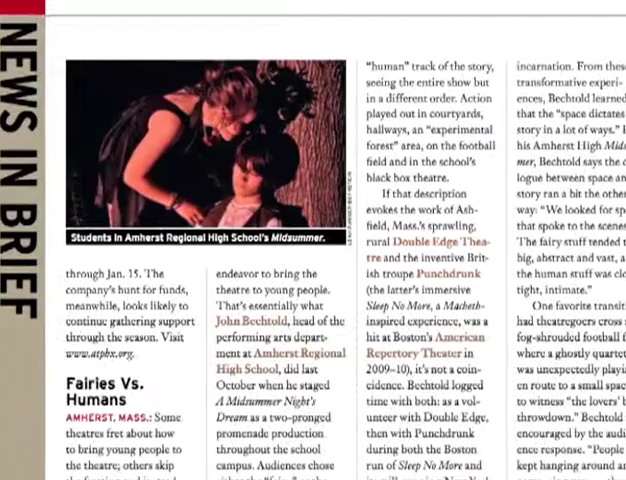 NEWS IN BRIEF
Students in Amherst Regional High School's Midsummer.
through Jan. 15. The
company's hunt for funds,
meanwhile, looks likely to
continue gathering support
through the season. Visit
www.atphx.org.
Fairies Vs.
Humans
AMHERST, MASS.: Some
theatres fret about how
to bring young people to
the theatre; others skip
endeavor to bring the
theatre to young people.
That's essentially what
John Bechtold, head of the
performing arts depart-
ment at Amherst Regional
High School, did last
October when he staged
A Midsummer Night's
Dream as a two-pronged
promenade production
throughout the school
campus. Audiences chose
"human" track of the story,
seeing the entire show but
in a different order. Action
played out in courtyards,
hallways, an "experimental
forest" area, on the football
field and in the school's
black box theatre.
If that description
evokes the work of Ash-
field, Mass.'s sprawling,
rural Double Edge Thea-
tre and the inventive Brit-
ish troupe Punchdrunk
(the latter's immersive
Sleep No More, a Macbeth-
inspired experience, was a
hit at Boston's American
Repertory Theater in
2009–10), it's not a coin-
cidence. Bechtold logged
time with both: as a vol-
unteer with Double Edge,
then with Punchdrunk
during both the Boston
run of Sleep No More and
incarnation. From these
transformative experi-
ences, Bechtold learned
that the "space dictates
story in a lot of ways."
his Amherst High Mids
mer, Bechtold says the d
logue between space an
story ran a bit the other
way: "We looked for sp
that spoke to the scenes
The fairy stuff tended t
big, abstract and vast, a
the human stuff was clo
tight, intimate."
One favorite transiti
had theatregoers cross
fog-shrouded football f
where a ghostly quartet
was unexpectedly playi
en route to a small spac
to witness "the lovers' b
throwdown." Bechtold
encouraged by the audi
ence response. "People
kept hanging around an